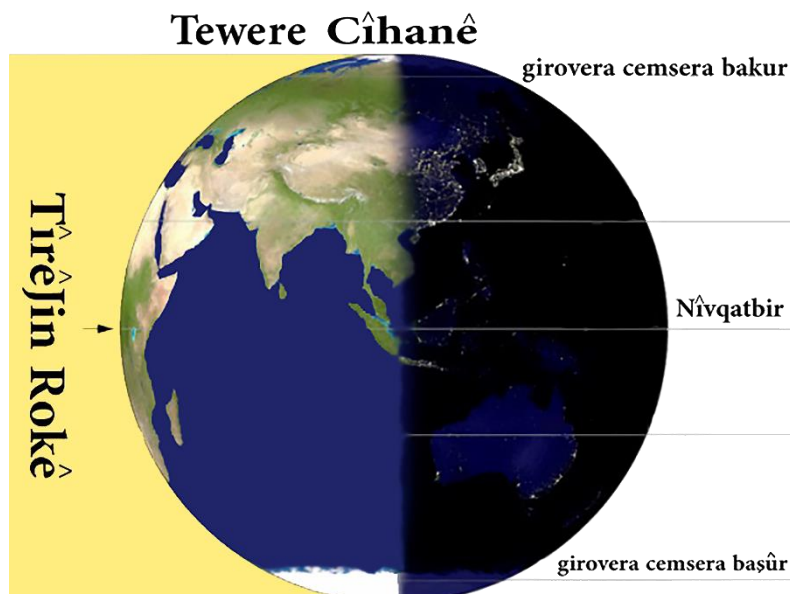 Tewere Cîhanê
girovera cemsera bakur
Tîrêjin Rokê
Nîvqatbir
girovera cemsera başûr